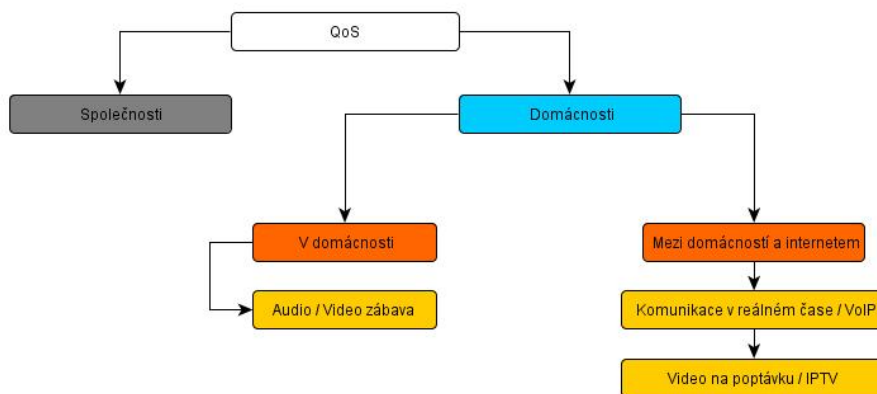 QoS
Společnosti
Domácnosti
V domácnosti
Mezi domácností a internetem
Audio / Video zábava
Komunikace v reálném čase / VoIP
Video na poptávku / IPTV